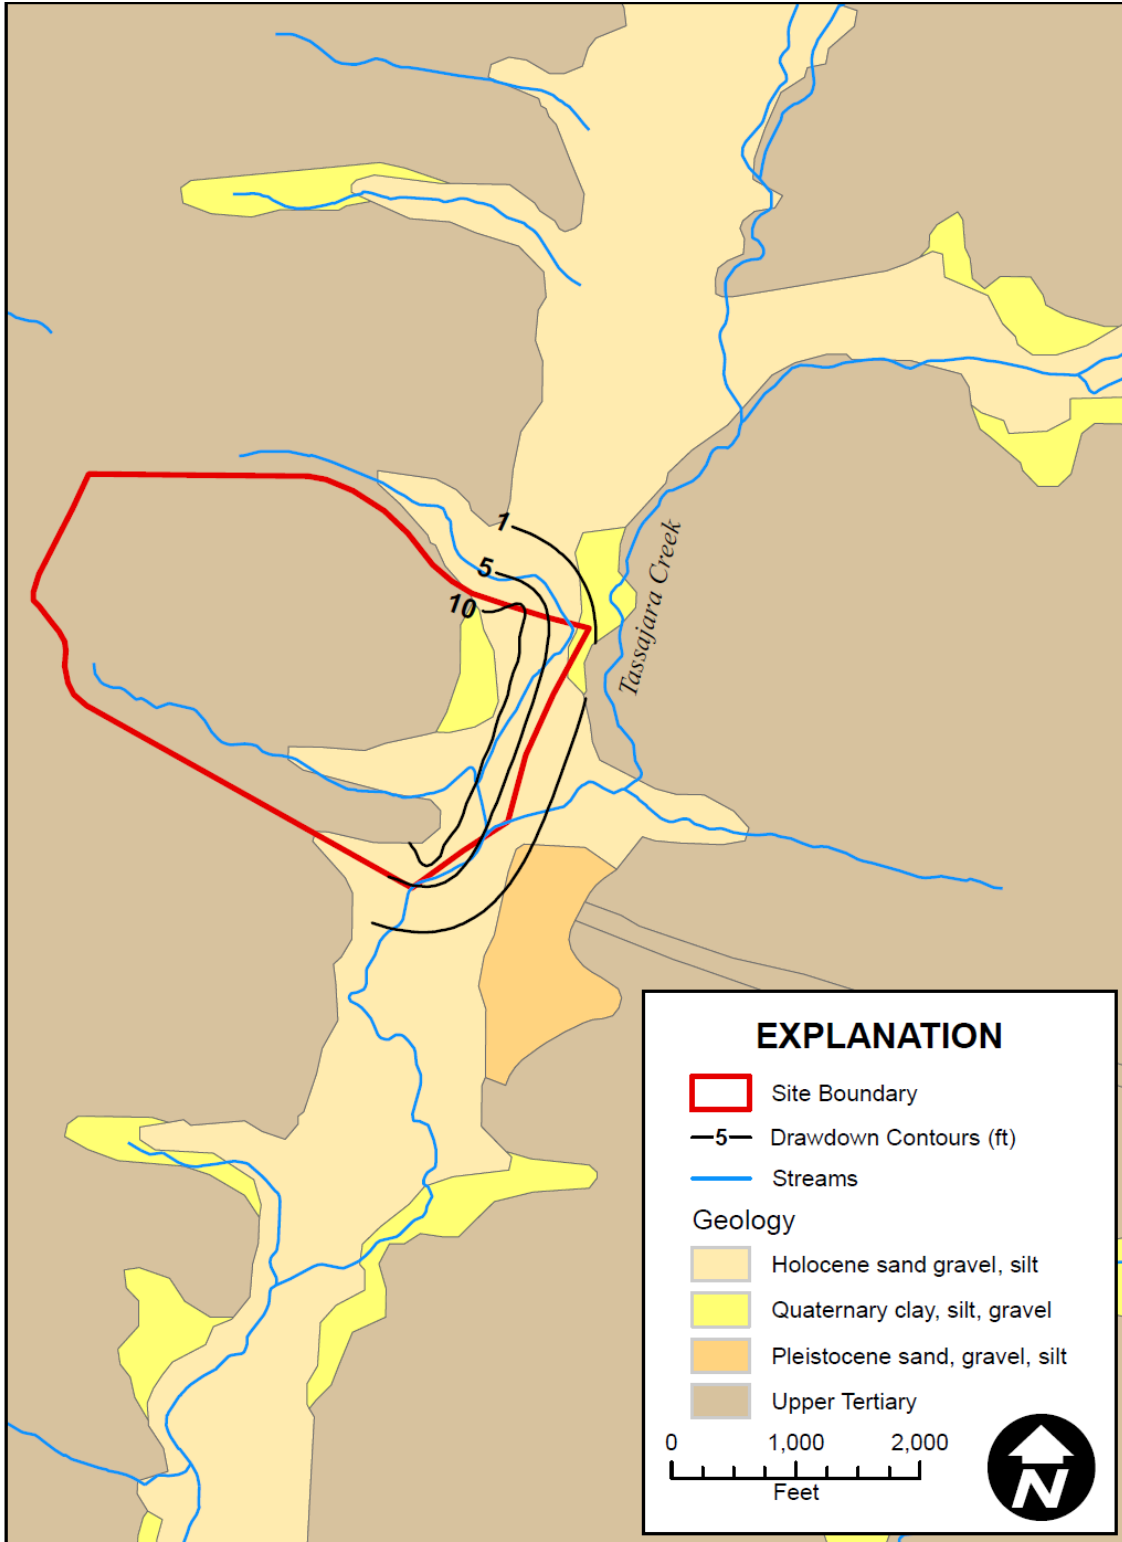 1
5
10
Tassajara Creek
EXPLANATION
Site Boundary
5 Drawdown Contours (ft)
Streams
Geology
Holocene sand gravel, silt
Quaternary clay, silt, gravel
Pleistocene sand, gravel, silt
Upper Tertiary
0 1,000 2,000
Feet
N